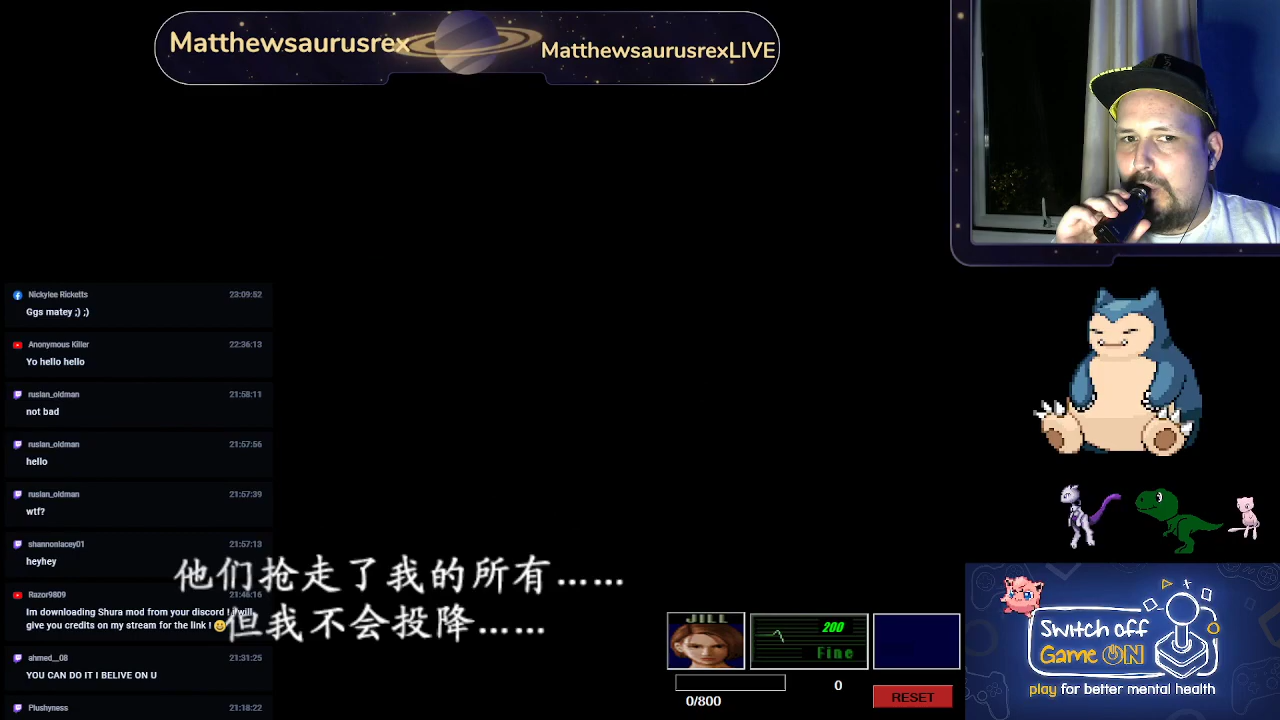 Matthewsaurusrex
MatthewsaurusrexLIVE
Nickylee Ricketts 23:09:52
Ggs matey ;) ;)
Anonymous Killer 22:36:13
Yo hello hello
ruslan_oldman 21:58:11
not bad
ruslan_oldman 21:57:56
hello
ruslan_oldman 21:57:39
wtf?
shannonlacey01 21:57:13
heyhey
Razor9809 21:46:16
Im downloading Shura mod from your discord ! i will
give you credits on my stream for the link ! 😊
ahmed__08 21:31:25
YOU CAN DO IT I BELIVE ON U
Plushyness 21:18:22
他们抢走了我的所有……
但我不会投降……
JILL
200
Fine
0/800
0
RESET
Switch off
Game ON
play for better mental health